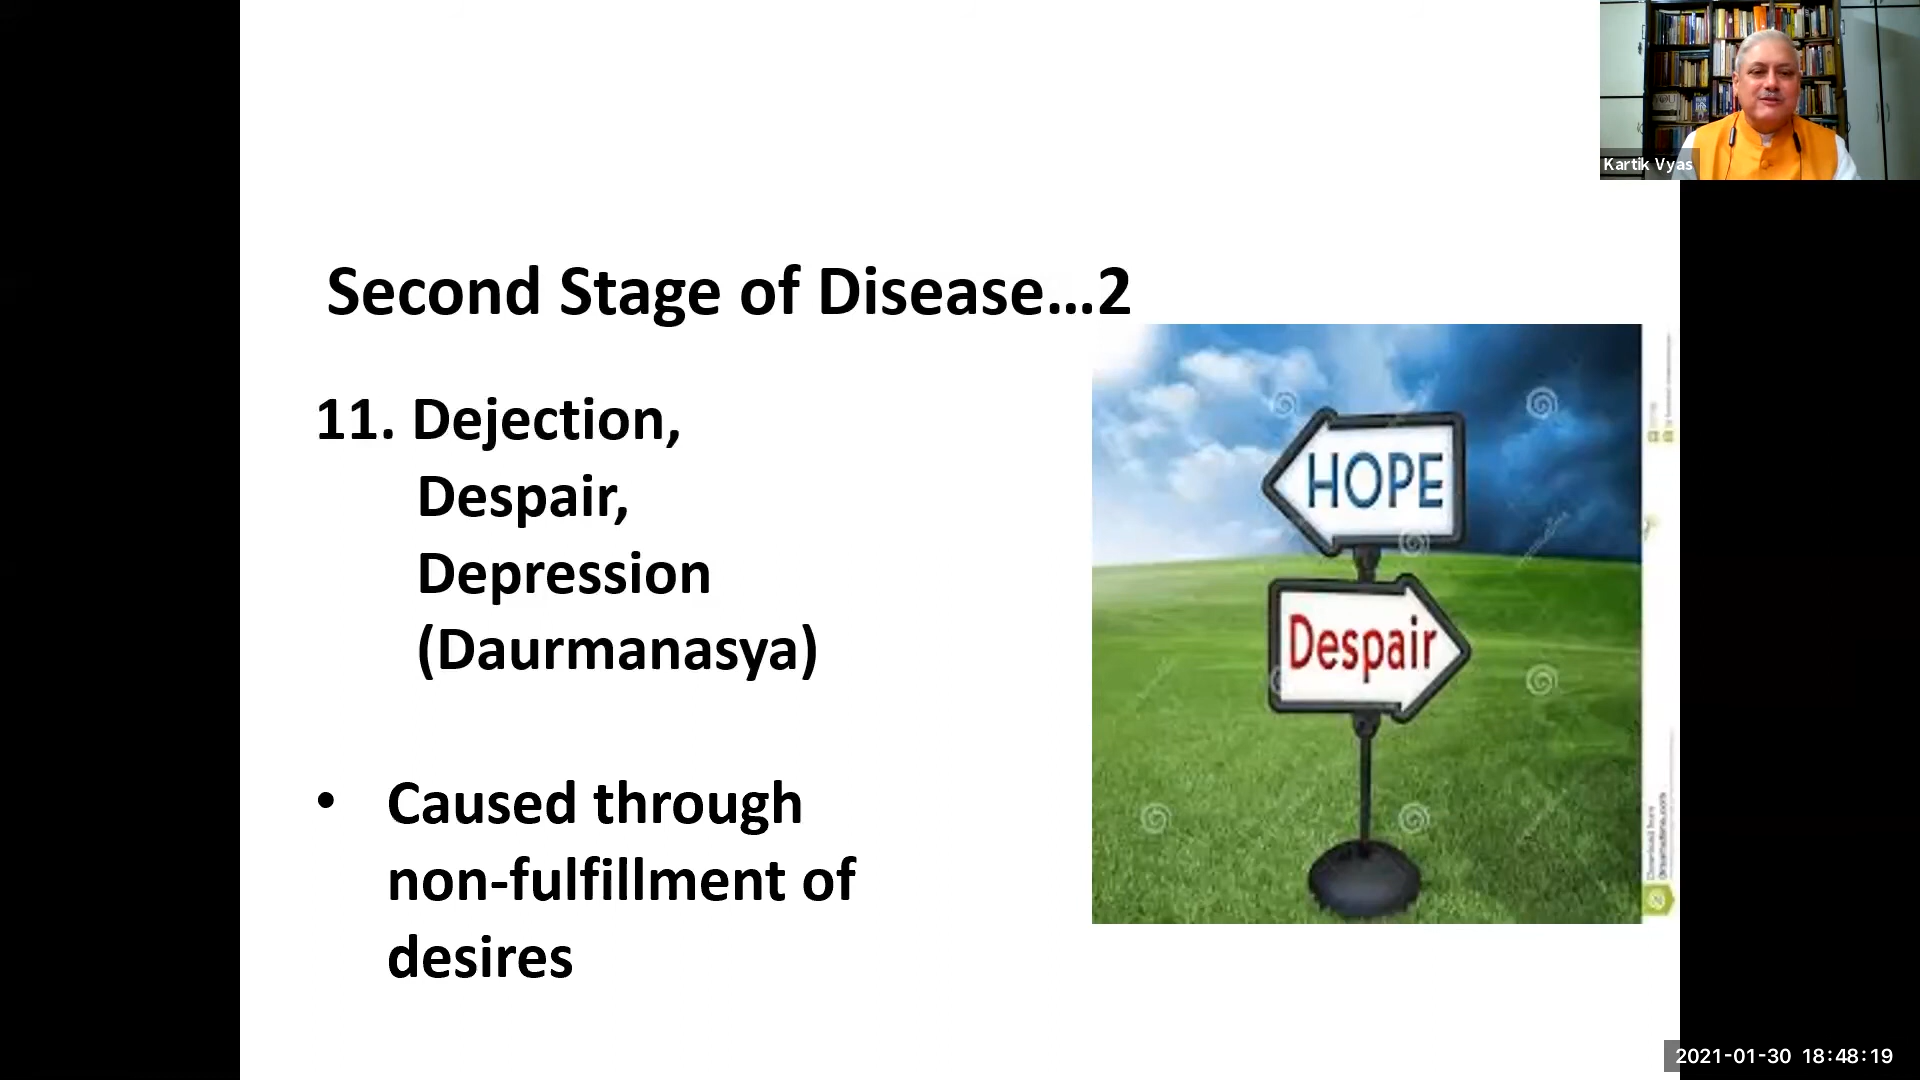 Kartik Vyas
Second Stage of Disease...2
11. Dejection,
Despair,
Depression
(Daurmanasya)
HOPE
Despair
• Caused through
non-fulfillment of
desires
2021-01-30 18:48:19